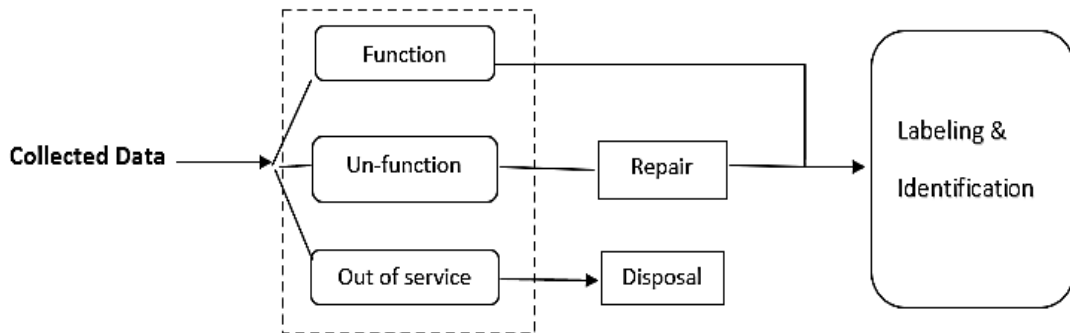 Collected Data
Function
Un-function
Out of service
Repair
Disposal
Labeling &
Identification